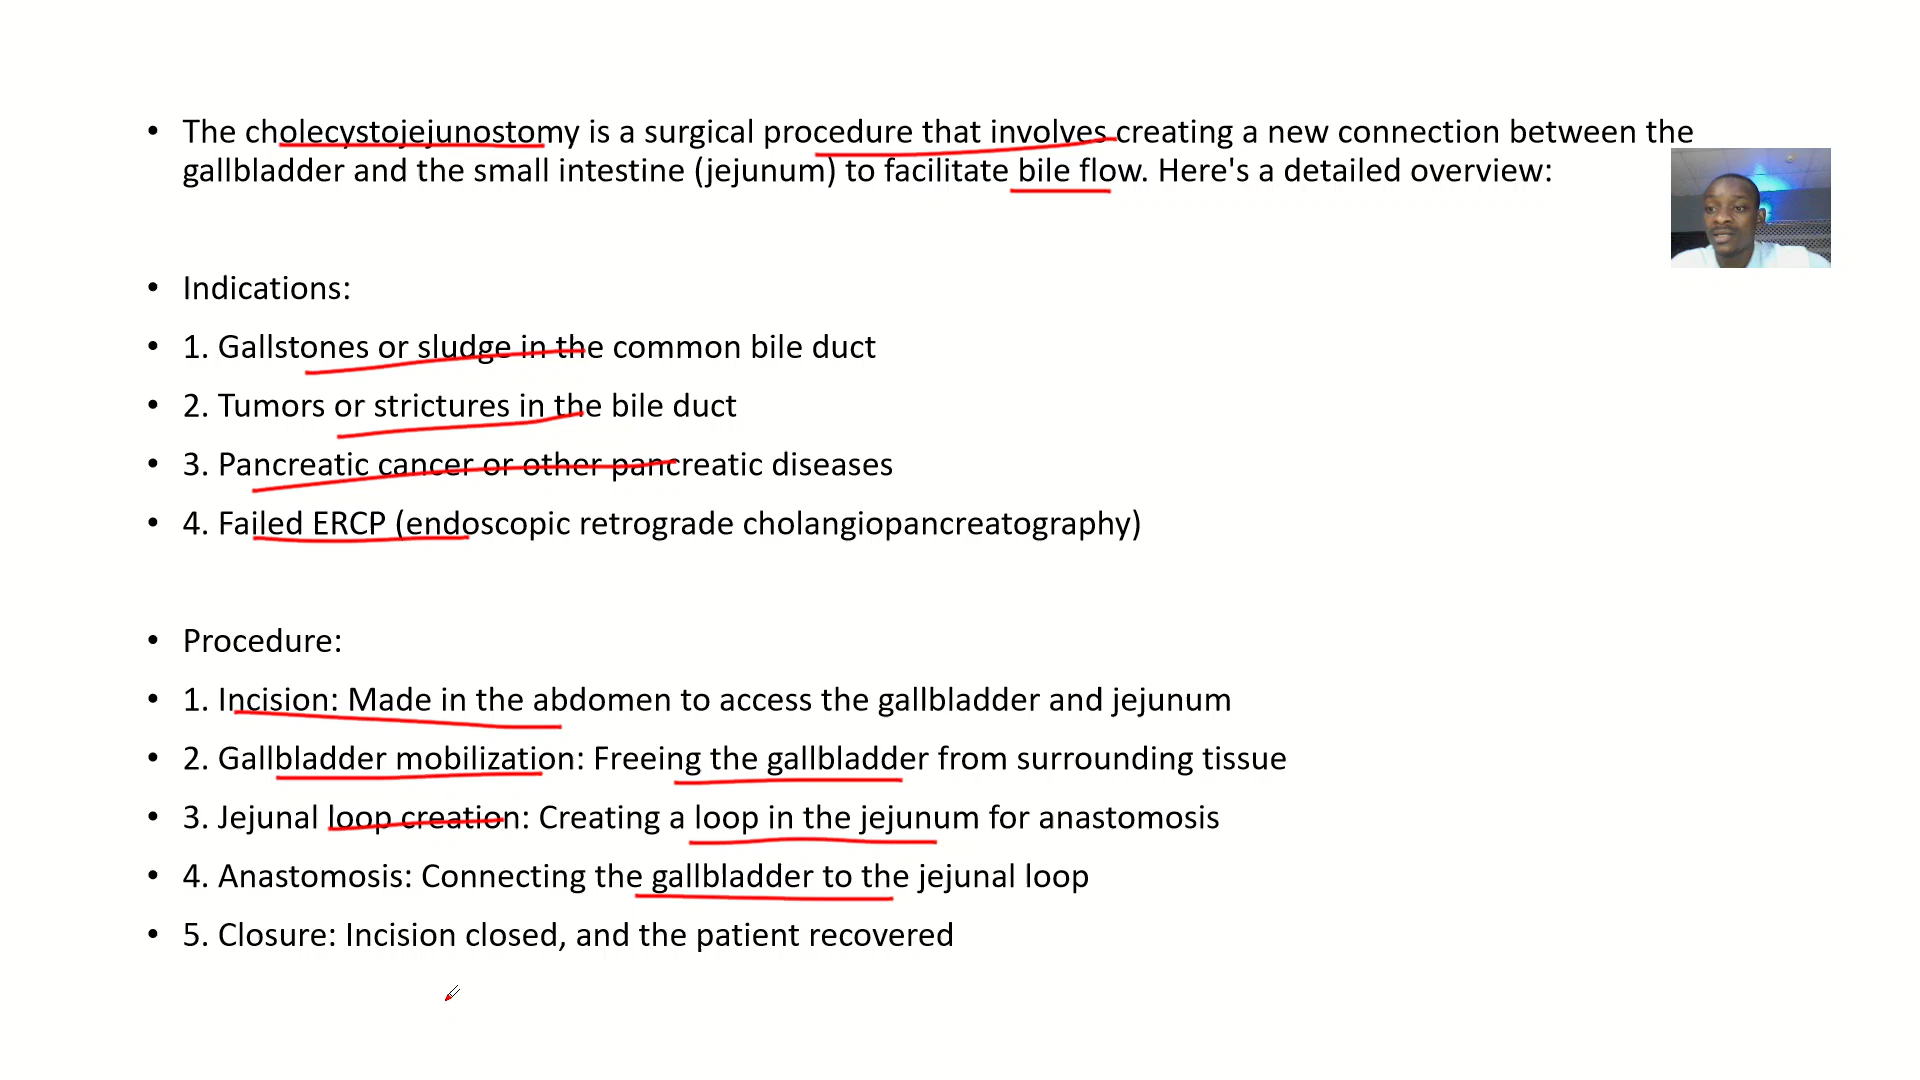 • The cholecystojejunostomy is a surgical procedure that involves creating a new connection between the
gallbladder and the small intestine (jejunum) to facilitate bile flow. Here's a detailed overview:
• Indications:
• 1. Gallstones or sludge in the common bile duct
• 2. Tumors or strictures in the bile duct
• 3. Pancreatic cancer or other pancreatic diseases
• 4. Failed ERCP (endoscopic retrograde cholangiopancreatography)
• Procedure:
• 1. Incision: Made in the abdomen to access the gallbladder and jejunum
• 2. Gallbladder mobilization: Freeing the gallbladder from surrounding tissue
• 3. Jejunal loop creation: Creating a loop in the jejunum for anastomosis
• 4. Anastomosis: Connecting the gallbladder to the jejunal loop
• 5. Closure: Incision closed, and the patient recovered